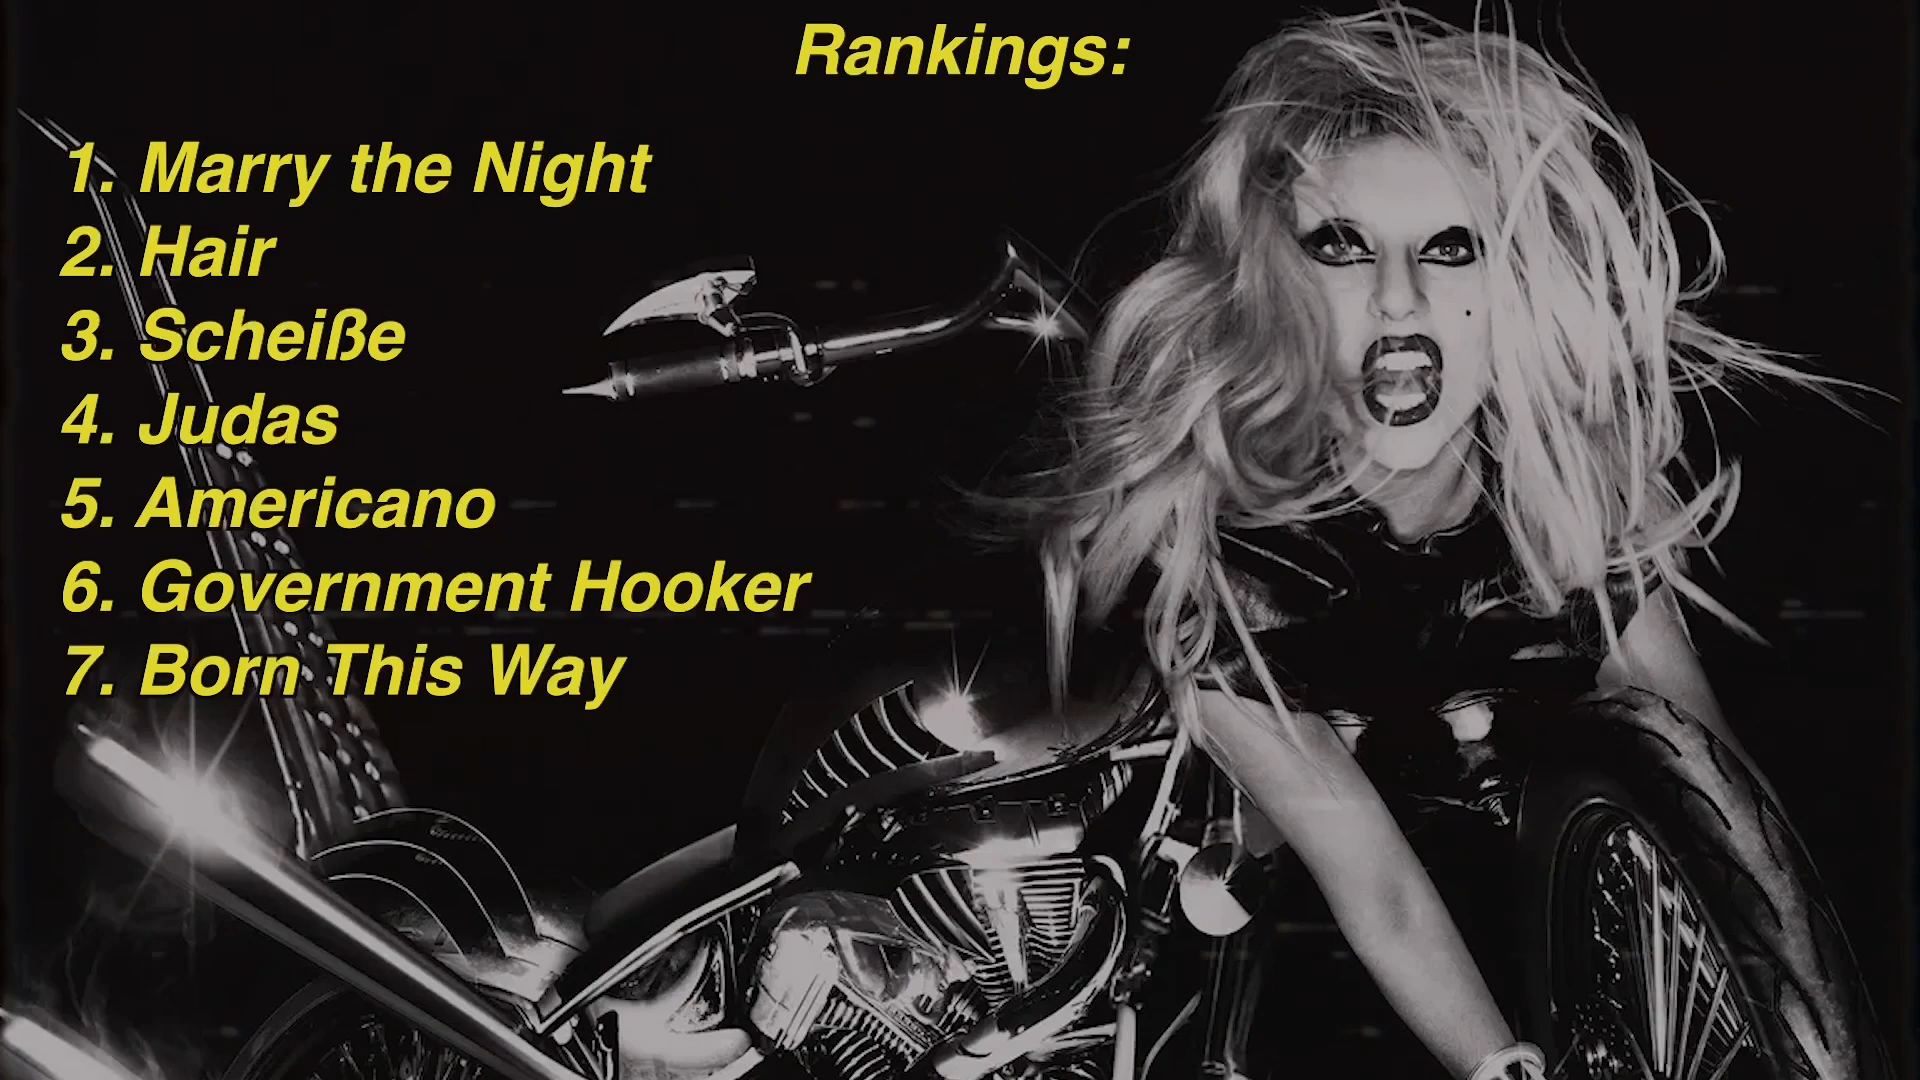 Rankings:
1. Marry the Night
2. Hair
3. Scheiße
4. Judas
5. Americano
6. Government Hooker
7. Born This Way